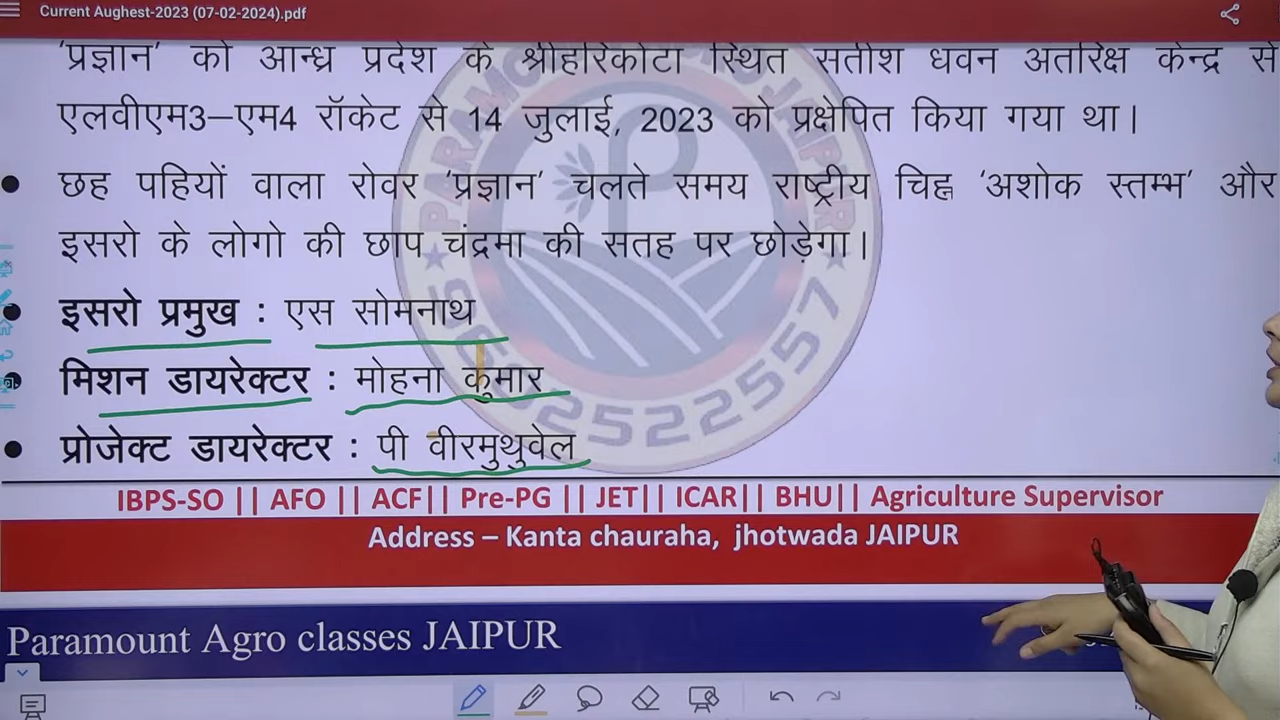 Current Aughest-2023 (07-02-2024).pdf
'प्रज्ञान' को आन्ध्र प्रदेश के श्रीहरिकोटा स्थित सतीश धवन अंतरिक्ष केन्द्र से
एलवीएम3–एम4 रॉकेट से 14 जुलाई, 2023 को प्रक्षेपित किया गया था।
छह पहियों वाला रोवर 'प्रज्ञान' चलते समय राष्ट्रीय चिह्न 'अशोक स्तम्भ' और
इसरो के लोगो की छाप चंद्रमा की सतह पर छोड़ेगा।
इसरो प्रमुख : एस सोमनाथ
मिशन डायरेक्टर : मोहना कुमार
प्रोजेक्ट डायरेक्टर : पी वीरमुथुवेल
IBPS-SO || AFO || ACF|| Pre-PG || JET|| ICAR|| BHU|| Agriculture Supervisor
Address – Kanta chauraha, jhotwada JAIPUR
Paramount Agro classes JAIPUR